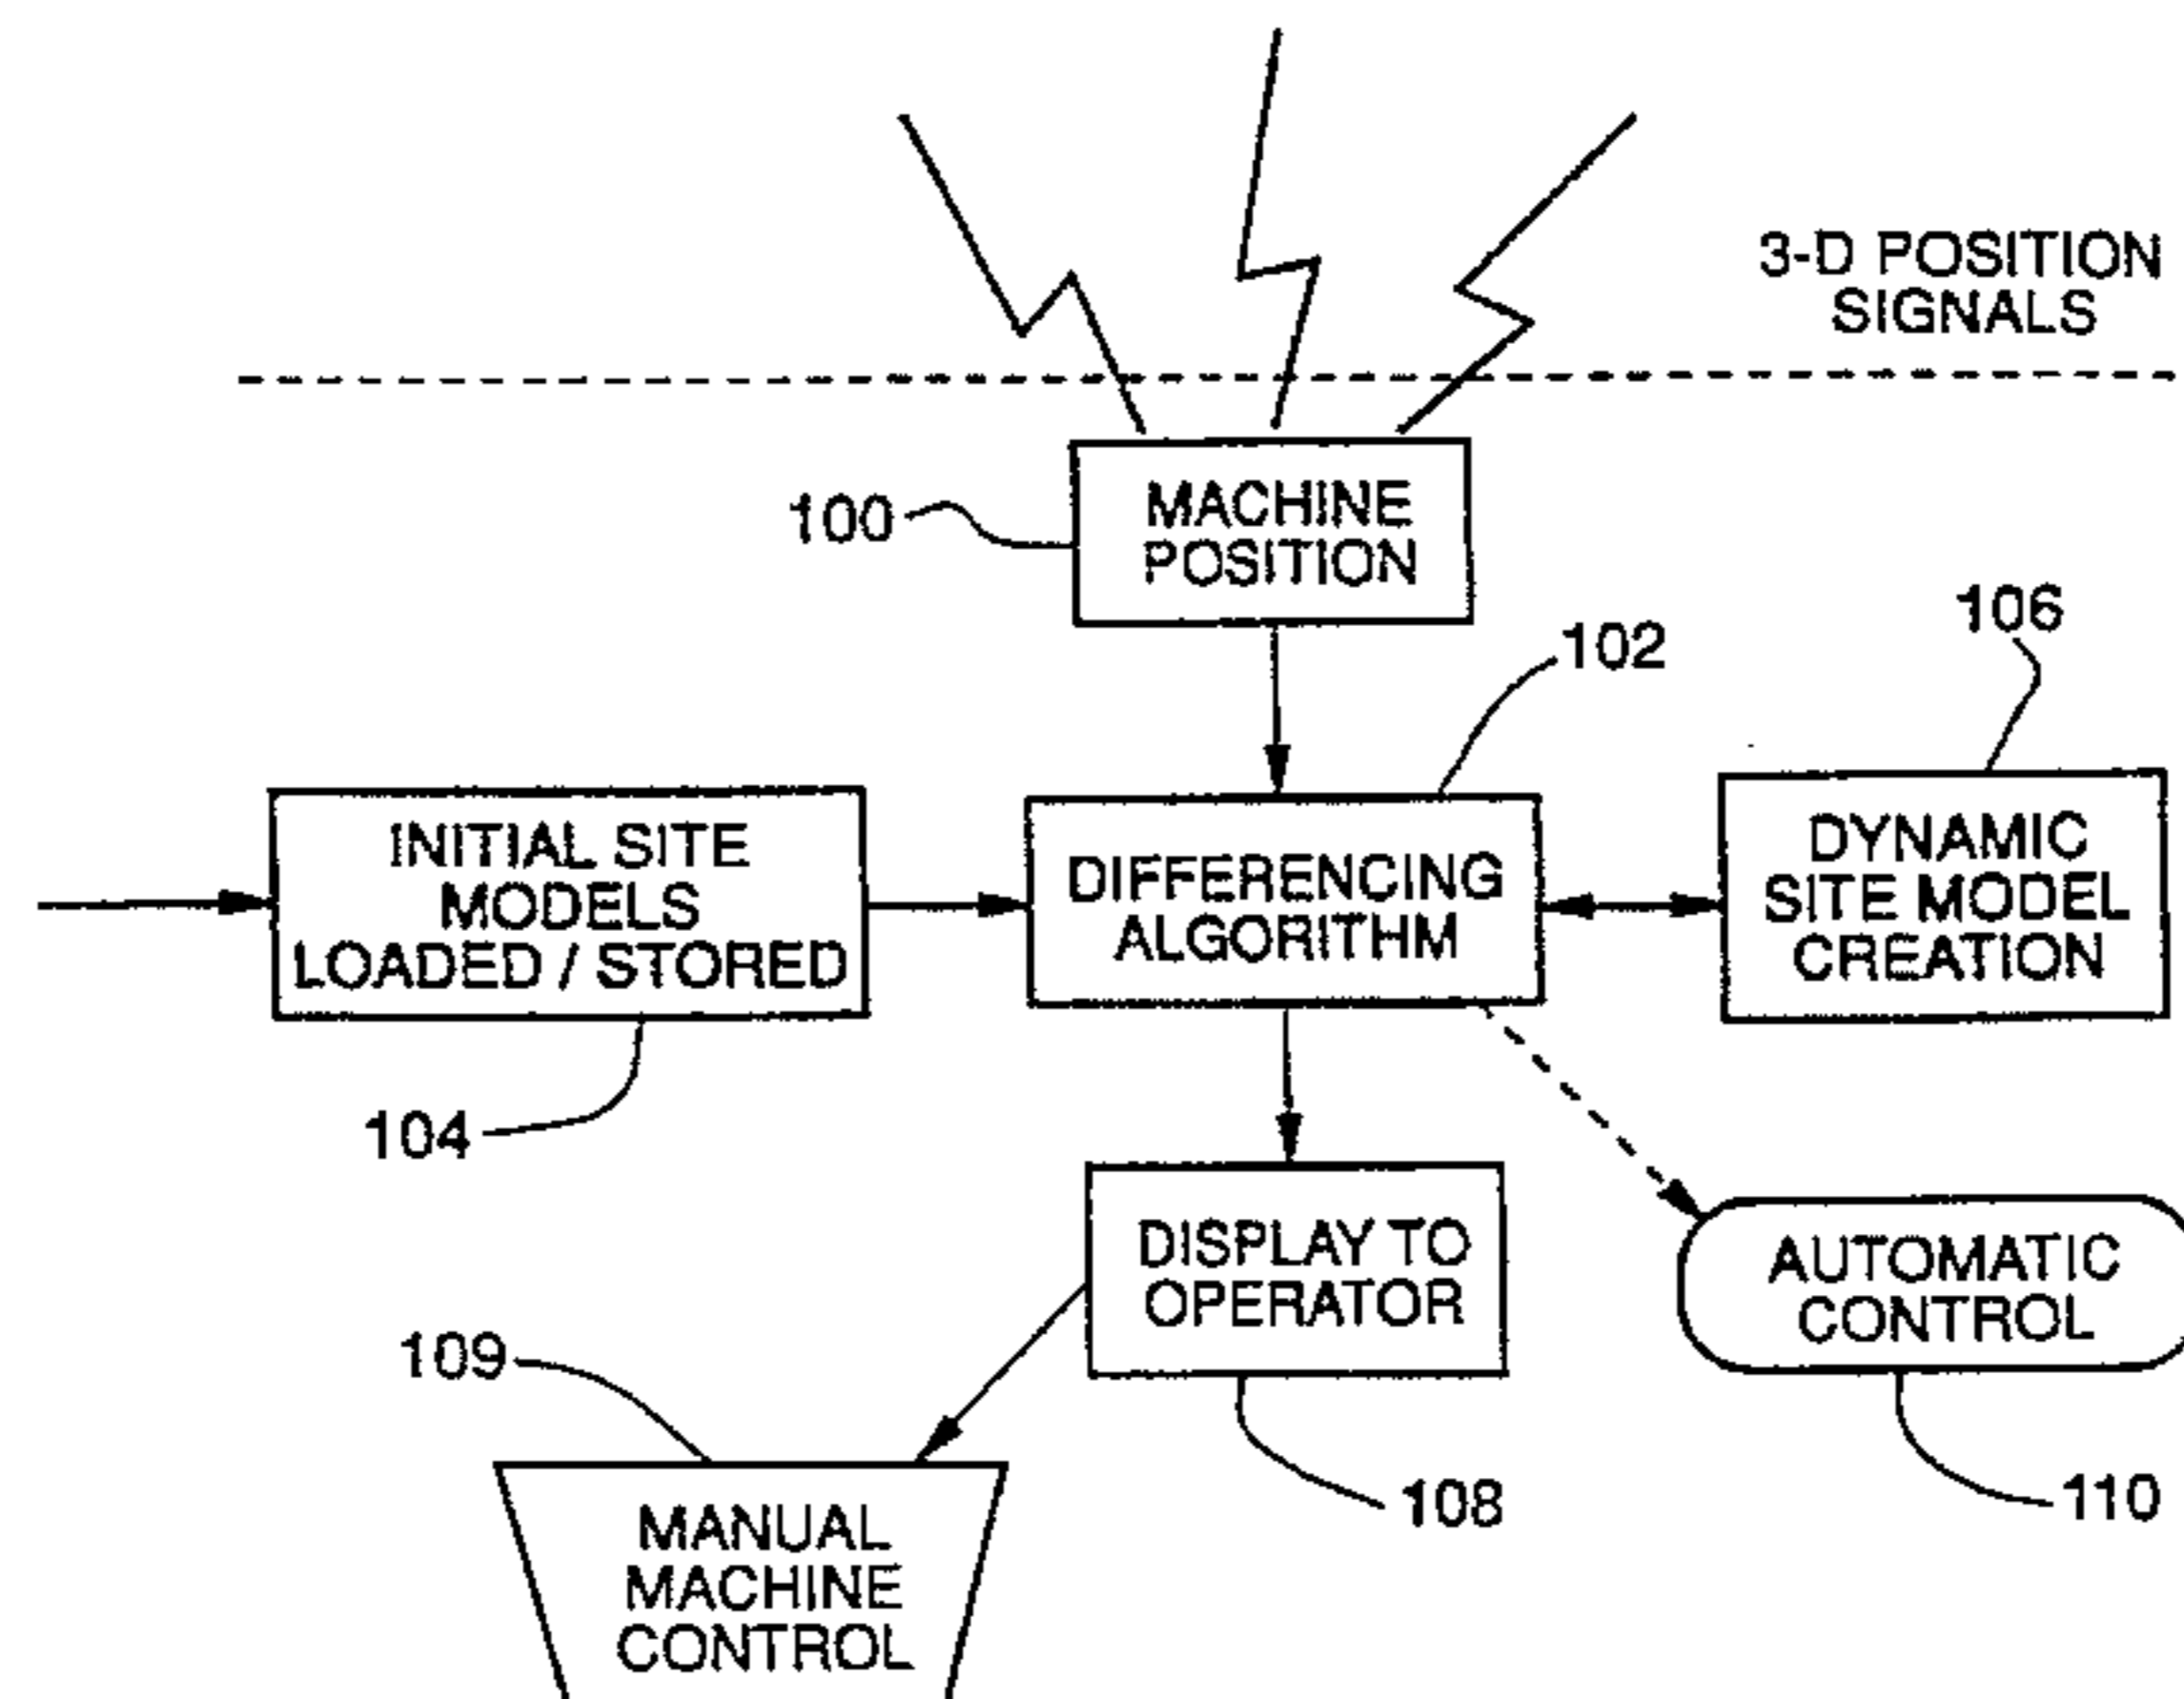 3-D POSITION
SIGNALS
100
MACHINE
POSITION
102
106
INITIAL SITE
MODELS
LOADED / STORED
DIFFERENCING
ALGORITHM
DYNAMIC
SITE MODEL
CREATION
104
DISPLAY TO
OPERATOR
AUTOMATIC
CONTROL
109
108
110
MANUAL
MACHINE
CONTROL